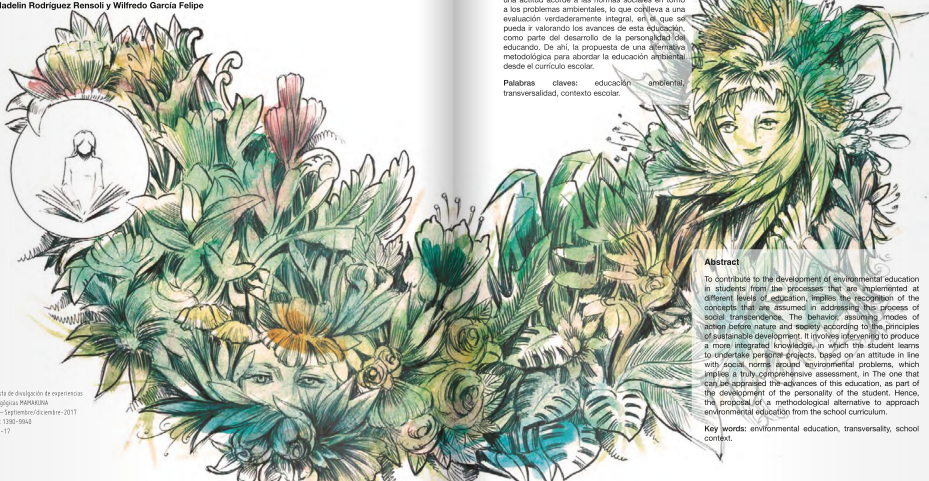 Madelin Rodríguez Rensoli y Wilfredo García Felipe
una actitud acorde a las normas sociales en torno
a los problemas ambientales, lo que conlleva a una
evaluación verdaderamente integral, en el que se
pueda ir valorando los avances de esta educación,
como parte del desarrollo de la personalidad del
educando. De ahí, la propuesta de una alternativa
metodológica para abordar la educación ambiental
desde el currículo escolar.
Palabras claves: educación ambiental,
transversalidad, contexto escolar.
Abstract
To contribute to the development of environmental education
in students from the processes that are implemented at
different levels of education, implies the recognition of the
concepts that are assumed in addressing this process of
social transcendence. The behavior, assuming modes of
action before nature and society according to the principles
of sustainable development. It involves intervening to produce
a more integrated knowledge, in which the student learns
to undertake personal projects, based on an attitude in line
with social norms around environmental problems, which
implies a truly comprehensive assessment, in The one that
can be appraised the advances of this education, as part of
the development of the personality of the student. Hence,
the proposal of a methodological alternative to approach
environmental education from the school curriculum.
Key words: environmental education, transversality, school
context.
de divulgación de experiencias
MAMAKUNA
– Septiembre/diciembre-2017
1390-9940
-17